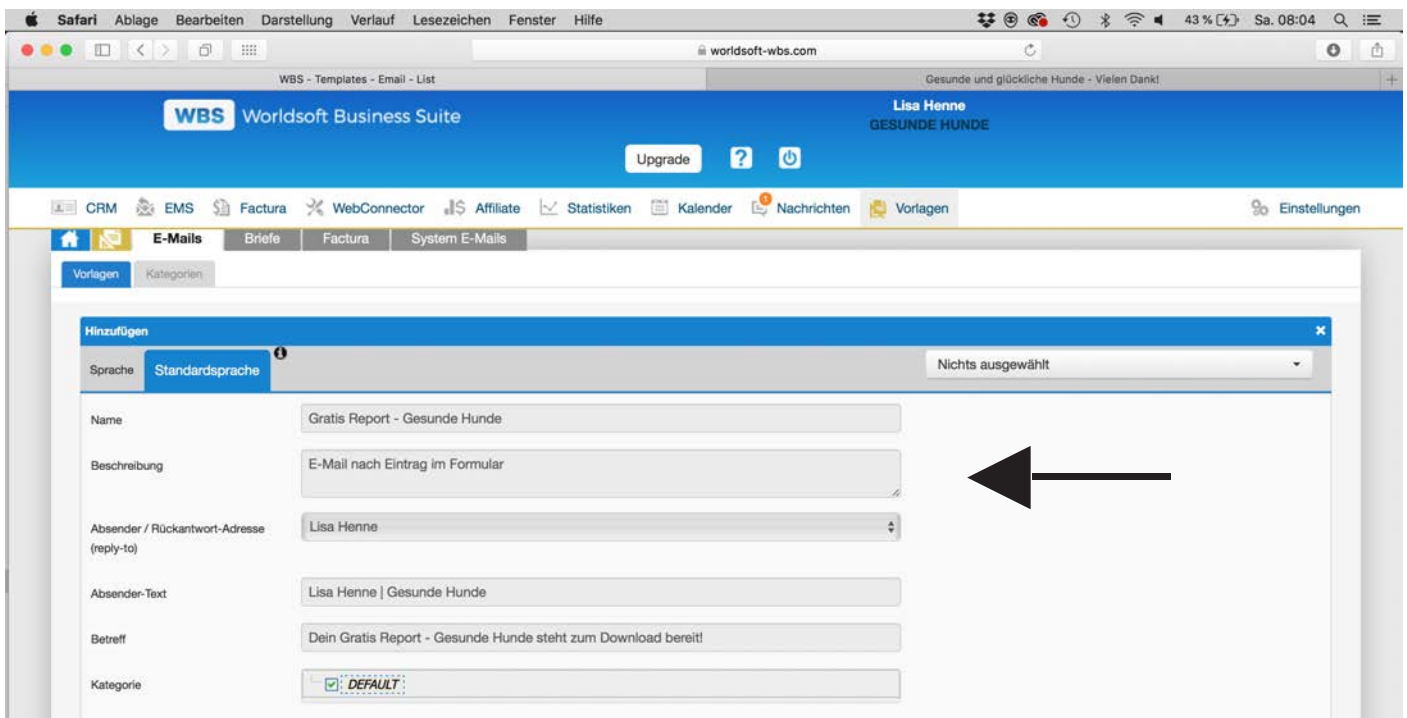 Safari Ablage Bearbeiten Darstellung Verlauf Lesezeichen Fenster Hilfe 43 % Sa. 08:04
worldsoft-wbs.com
WBS - Templates - Email - List Gesunde und glückliche Hunde - Vielen Dank!
WBS Worldsoft Business Suite Lisa Henne
GESUNDE HUNDE
Upgrade ?
CRM EMS Factura WebConnector Affiliate Statistiken Kalender 1 Nachrichten Vorlagen Einstellungen
E-Mails Briefe Factura System E-Mails
Vorlagen Kategorien
Hinzufügen
Sprache Standardsprache Nichts ausgewählt
Name Gratis Report - Gesunde Hunde
Beschreibung E-Mail nach Eintrag im Formular
Absender / Rückantwort-Adresse Lisa Henne
(reply-to)
Absender-Text Lisa Henne | Gesunde Hunde
Betreff Dein Gratis Report - Gesunde Hunde steht zum Download bereit!
Kategorie DEFAULT